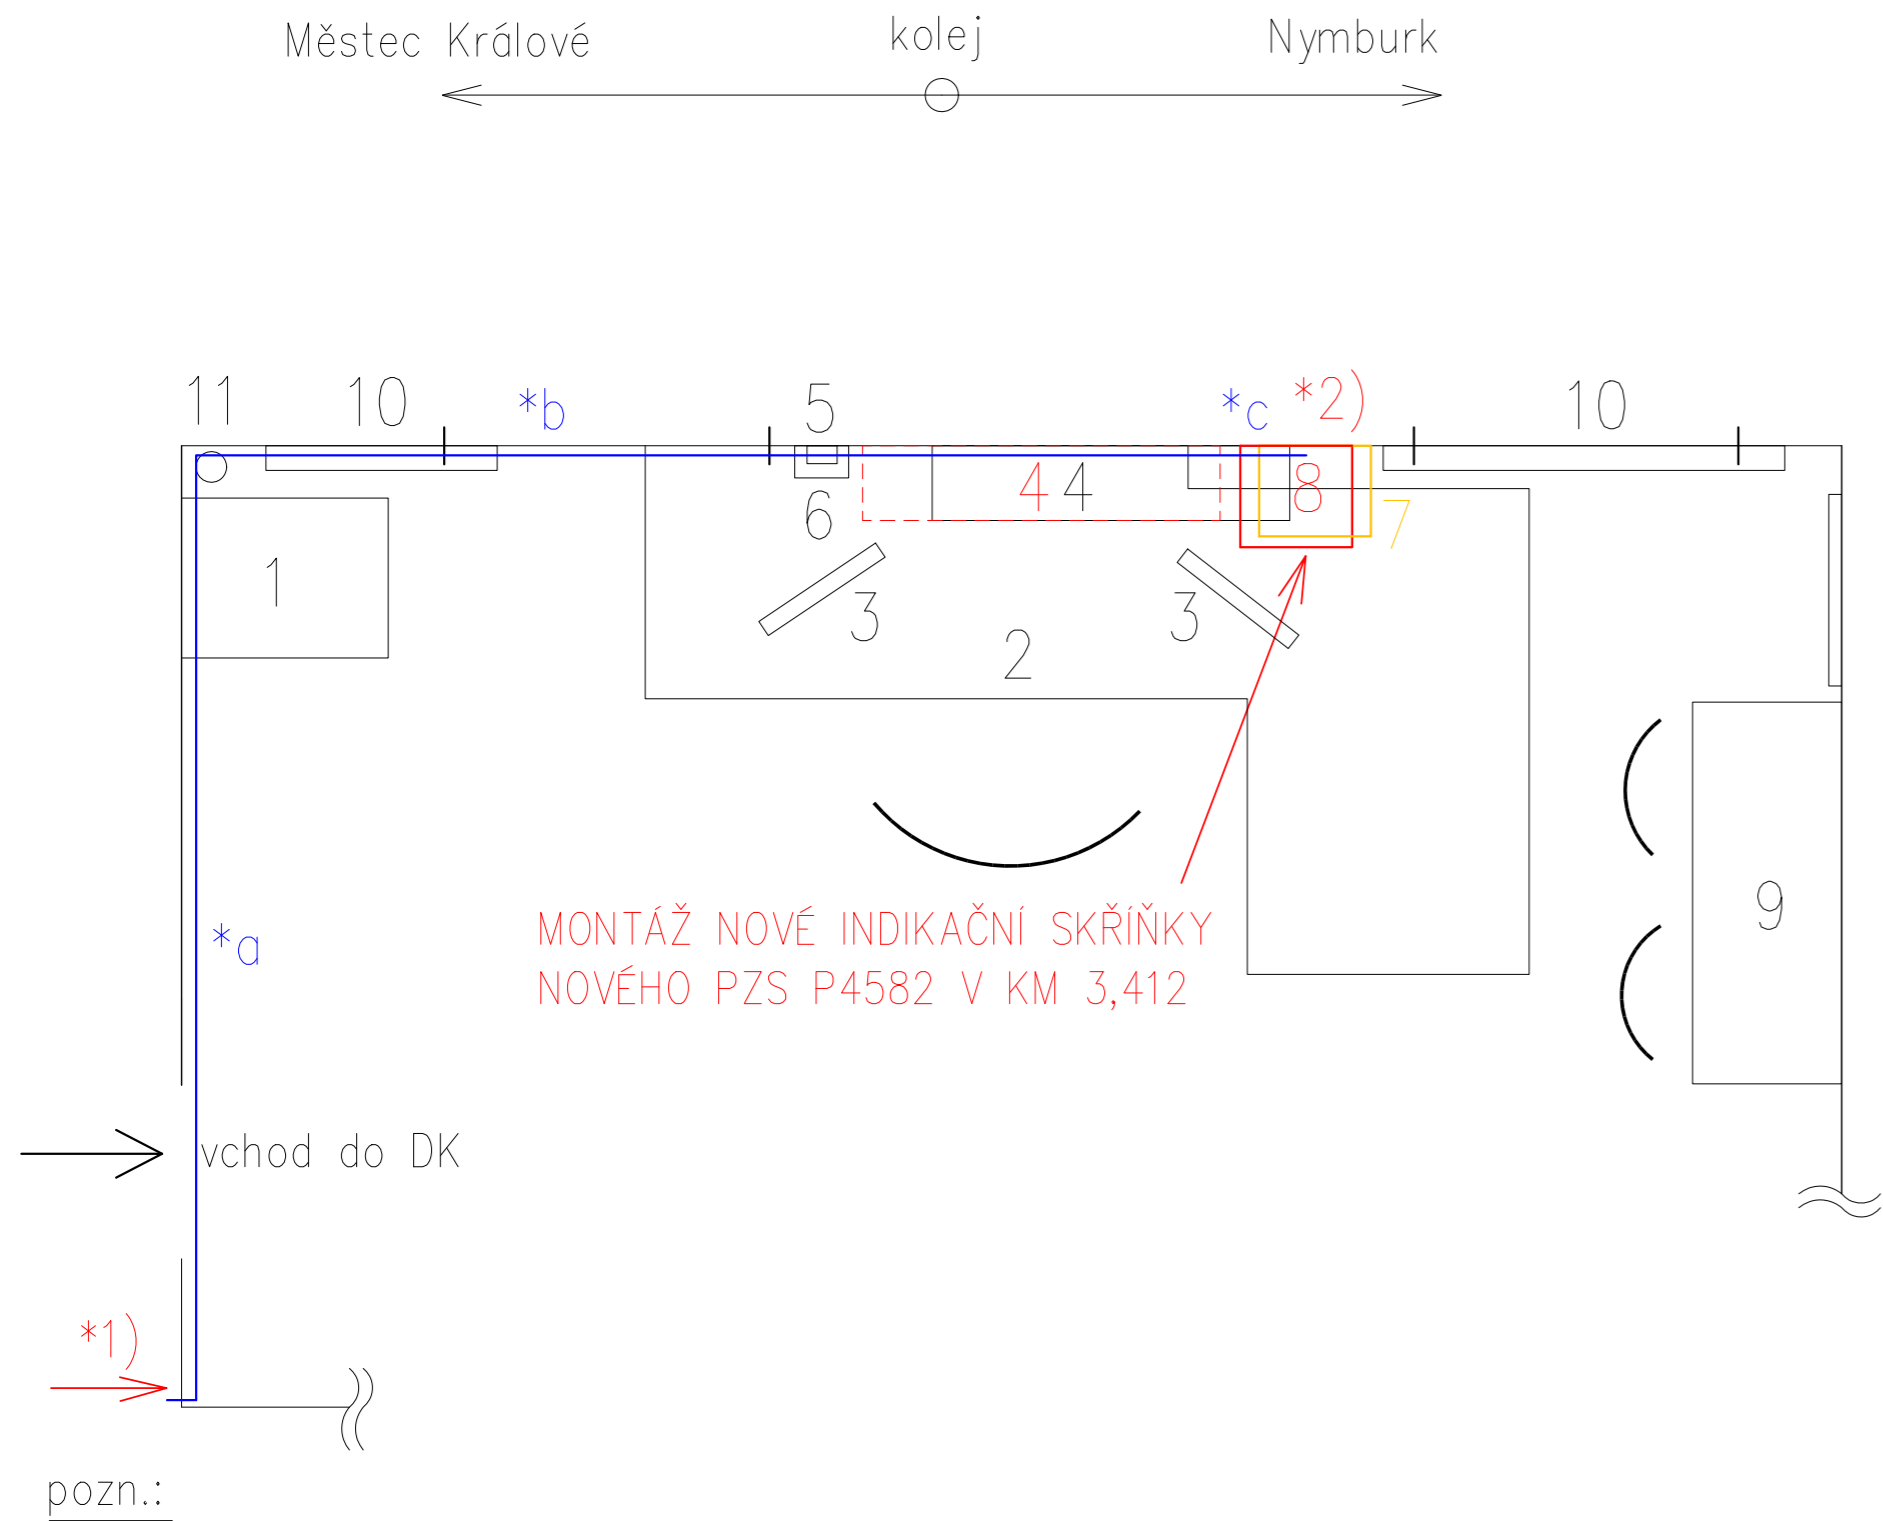 Městec Králové kolej Nymburk
11 10 *b 5 *c *2) 10
4 4 8 7
6
1 3 3
2
9
MONTÁŽ NOVÉ INDIKAČNÍ SKŘÍŇKY
NOVÉHO PZS P4582 V KM 3,412
*a
vchod do DK
*1)
pozn.: